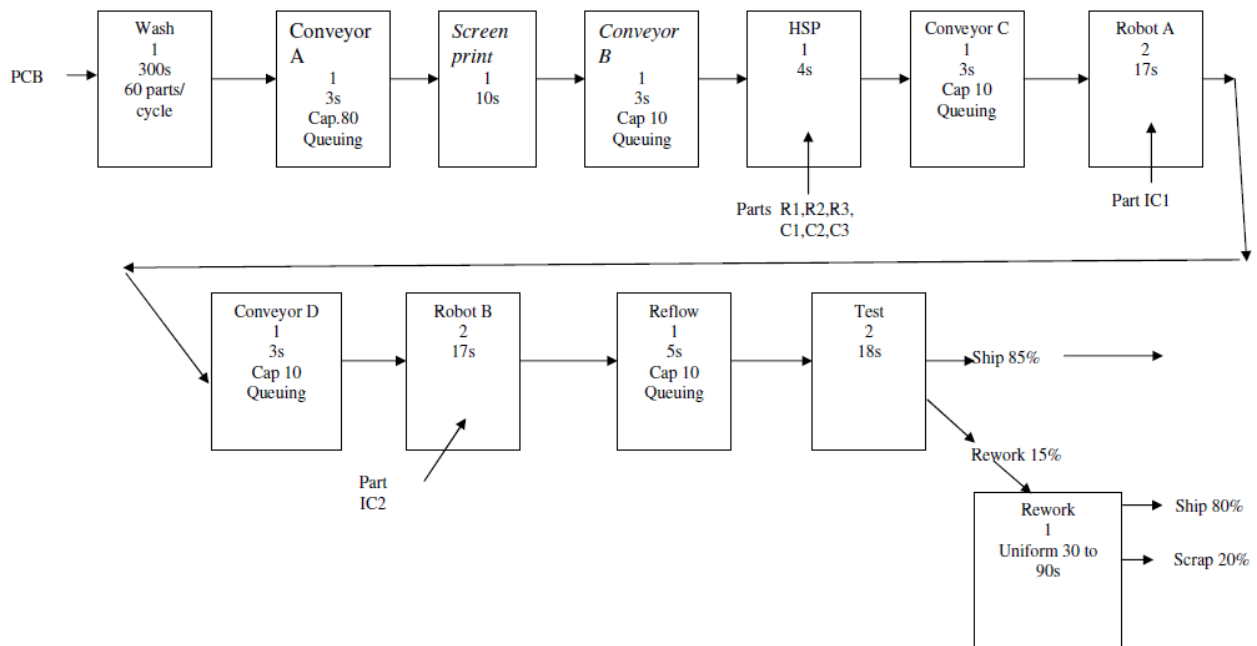 PCB
Wash
1
300s
60 parts/
cycle
Conveyor
A
1
3s
Cap.80
Queuing
Screen
print
1
10s
Conveyor
B
1
3s
Cap 10
Queuing
HSP
1
4s
Parts R1,R2,R3,
C1,C2,C3
Conveyor C
1
3s
Cap 10
Queuing
Robot A
2
17s
Part IC1
Conveyor D
1
3s
Cap 10
Queuing
Robot B
2
17s
Part
IC2
Reflow
1
5s
Cap 10
Queuing
Test
2
18s
Ship 85%
Rework 15%
Rework
1
Uniform 30 to
90s
Ship 80%
Scrap 20%